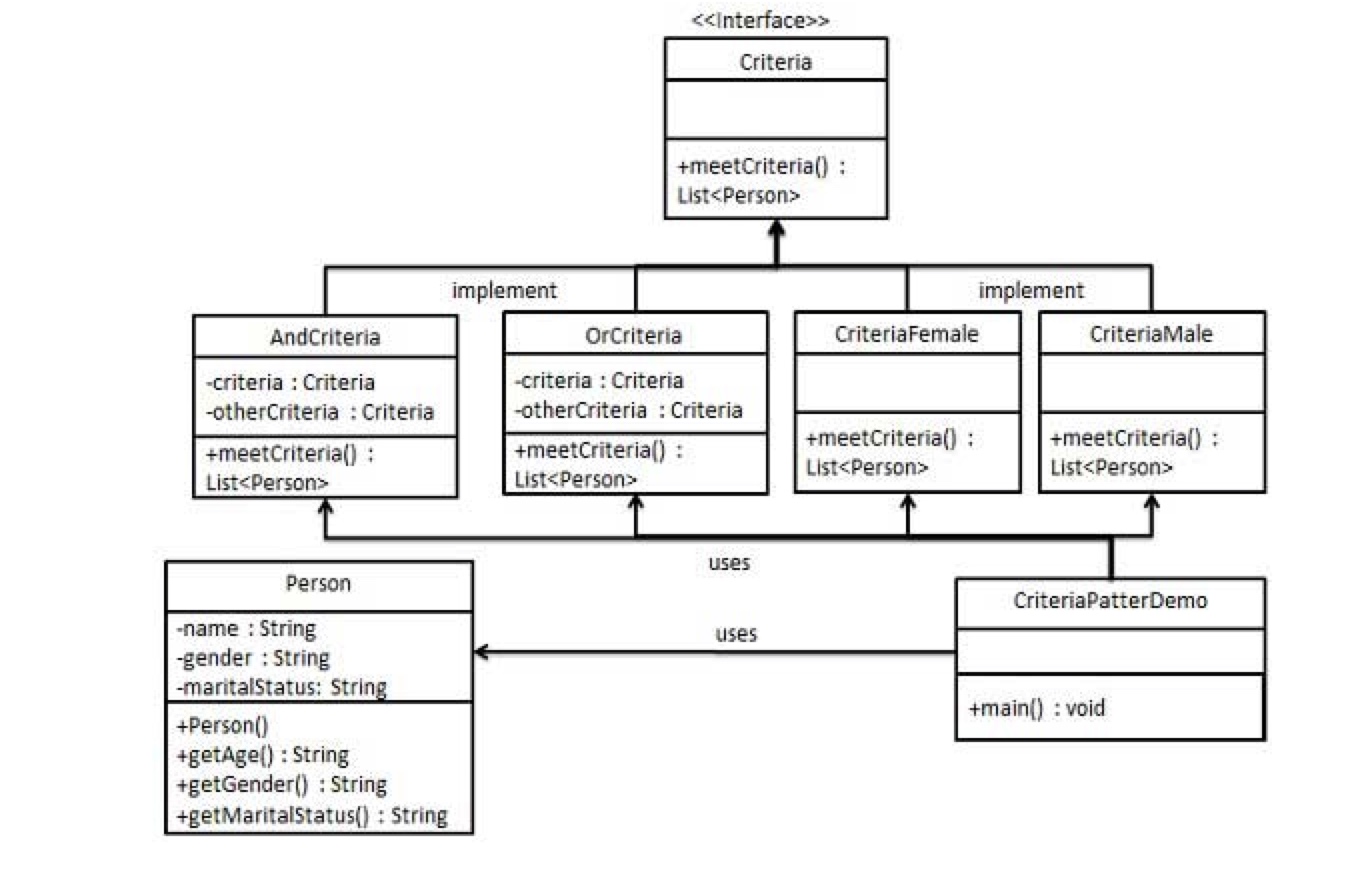 <<Interface>>
Criteria
+meetCriteria() :
List<Person>
implement
implement
AndCriteria
-criteria : Criteria
-otherCriteria : Criteria
+meetCriteria() :
List<Person>
OrCriteria
-criteria : Criteria
-otherCriteria : Criteria
+meetCriteria() :
List<Person>
CriteriaFemale
+meetCriteria() :
List<Person>
CriteriaMale
+meetCriteria() :
List<Person>
uses
Person
-name : String
-gender : String
-maritalStatus: String
+Person()
+getAge() : String
+getGender() : String
+getMaritalStatus() : String
uses
CriteriaPatterDemo
+main() : void